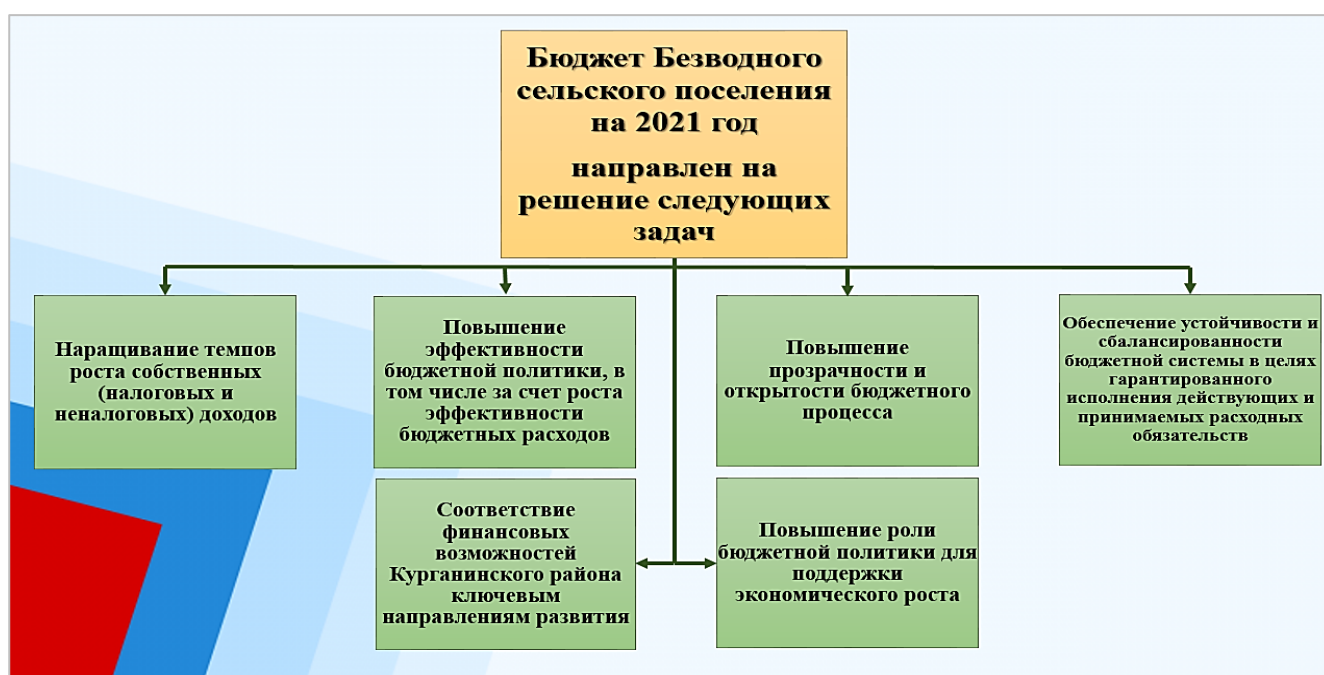 Бюджет Безводного
сельского поселения
на 2021 год
направлен на
решение следующих
задач
Наращивание темпов
роста собственных
(налоговых и
неналоговых) доходов
Повышение
эффективности
бюджетной политики, в
том числе за счет роста
эффективности
бюджетных расходов
Повышение
прозрачности и
открытости бюджетного
процесса
Обеспечение устойчивости и
сбалансированности
бюджетной системы в целях
гарантированного
исполнения действующих и
принимаемых расходных
обязательств
Соответствие
финансовых
возможностей
Курганинского района
ключевым
направлениям развития
Повышение роли
бюджетной политики для
поддержки
экономического роста